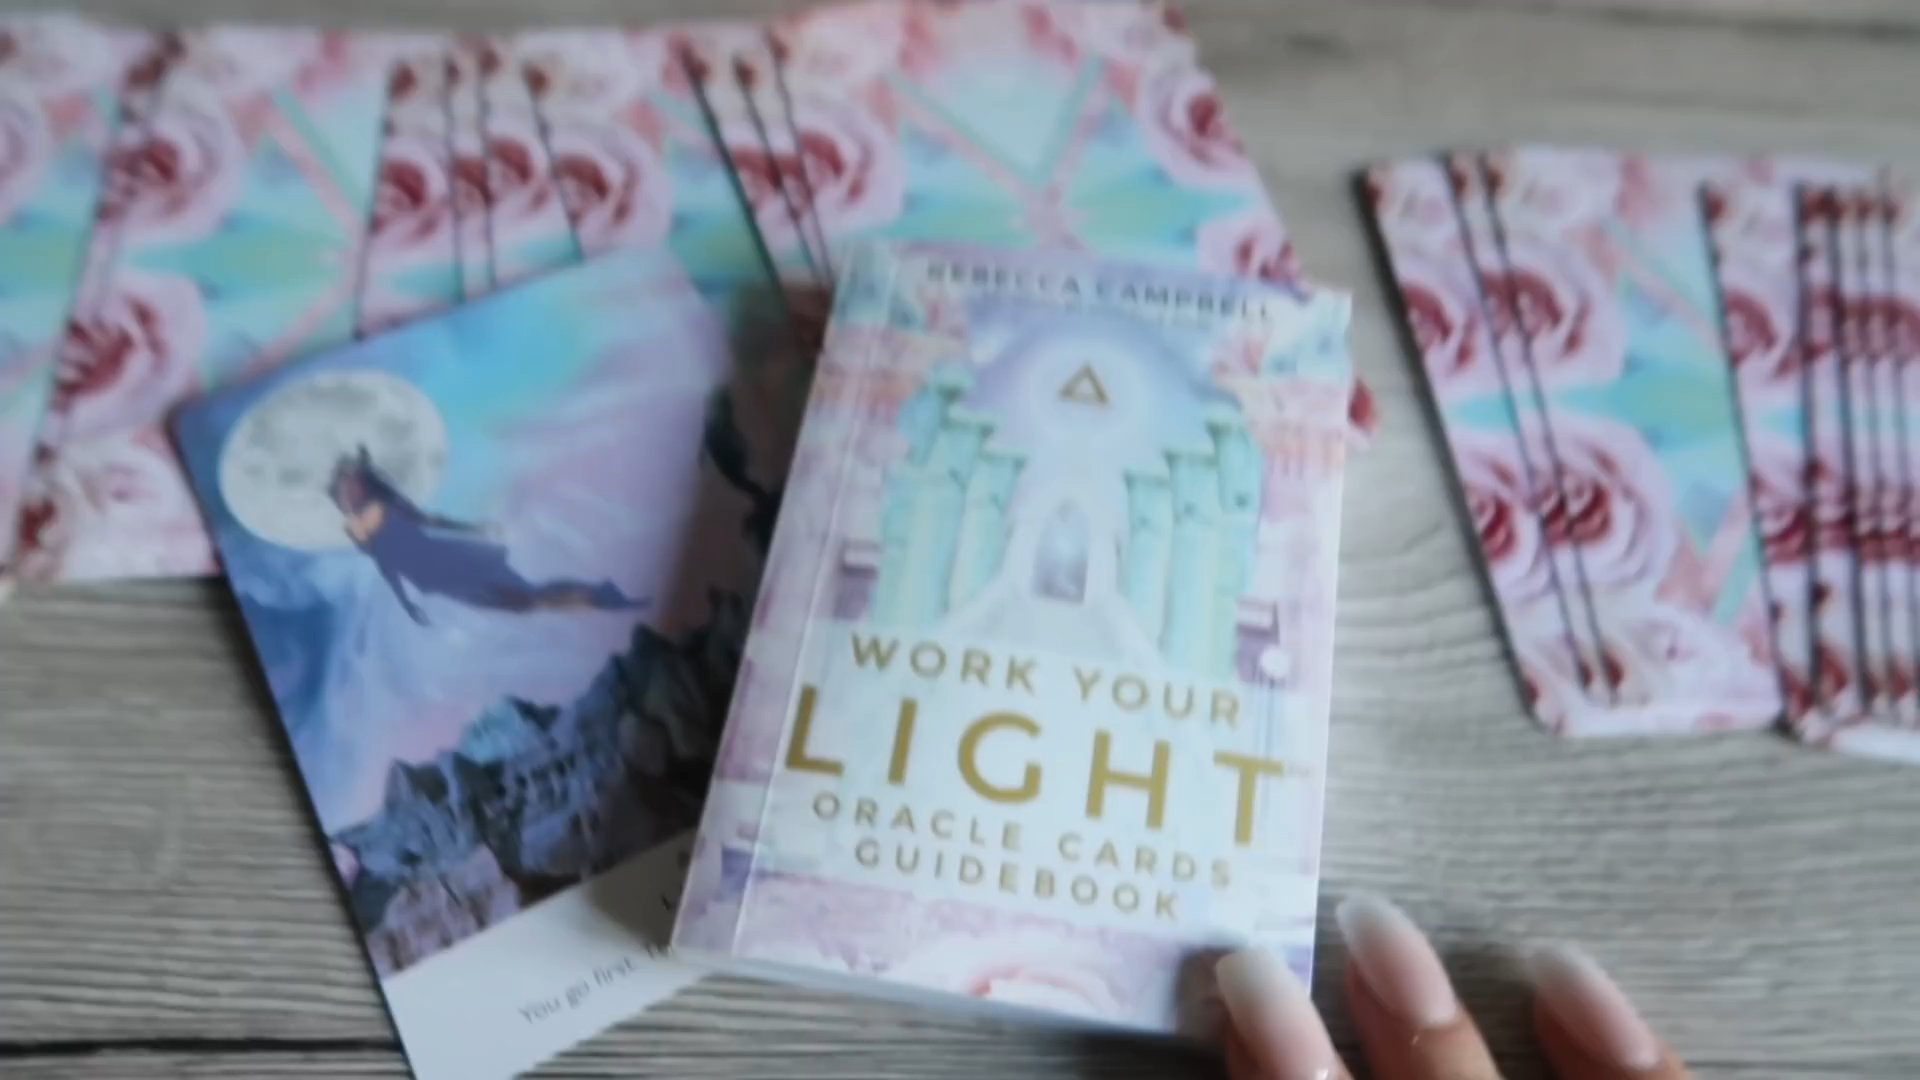 REBECCA CAMPBELL
WORK YOUR
LIGHT
ORACLE CARDS
GUIDEBOOK
You go first.